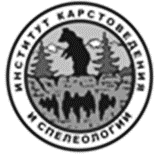 ИНСТИТУТ КАРСТОВЕДЕНИЯ
И СПЕЛЕОЛОГИИ